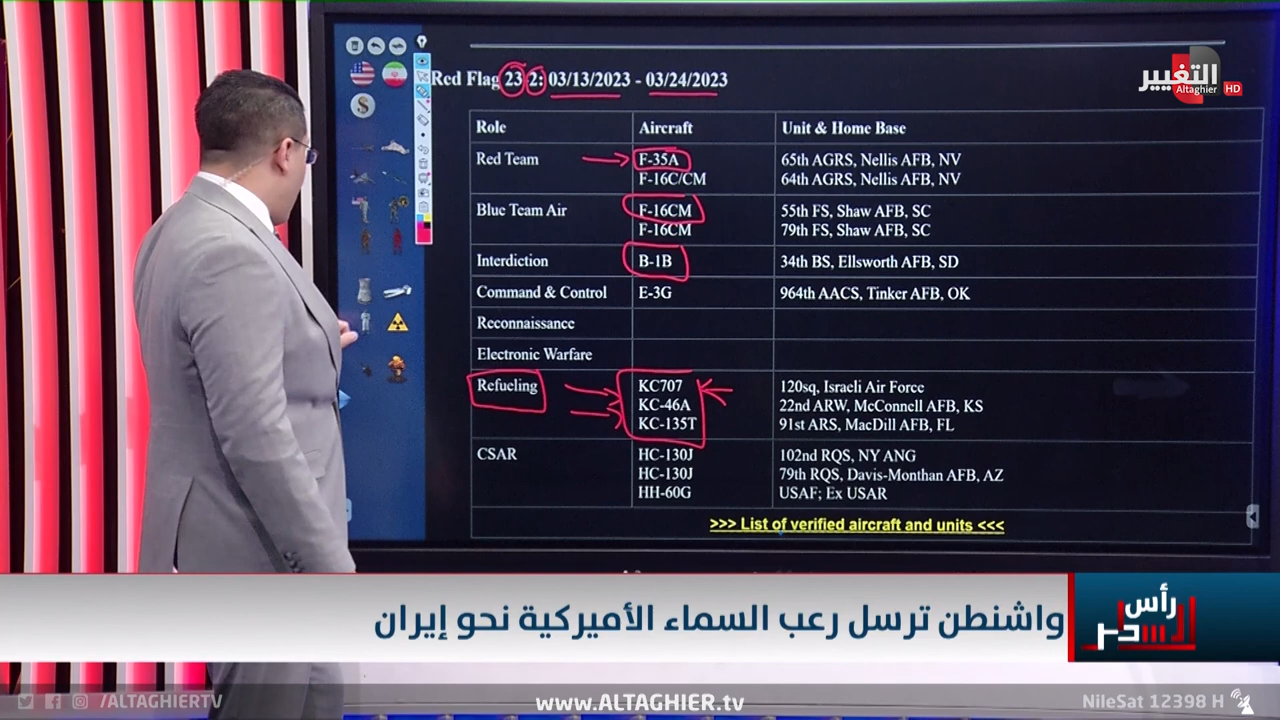 التغيير
Altaghier HD
Red Flag 23 2: 03/13/2023 - 03/24/2023
Role Aircraft Unit & Home Base
Red Team F-35A 65th AGRS, Nellis AFB, NV
F-16C/CM 64th AGRS, Nellis AFB, NV
Blue Team Air F-16CM 55th FS, Shaw AFB, SC
F-16CM 79th FS, Shaw AFB, SC
Interdiction B-1B 34th BS, Ellsworth AFB, SD
Command & Control E-3G 964th AACS, Tinker AFB, OK
Reconnaissance
Electronic Warfare
Refueling KC707 120sq, Israeli Air Force
KC-46A 22nd ARW, McConnell AFB, KS
KC-135T 91st ARS, MacDill AFB, FL
CSAR HC-130J 102nd RQS, NY ANG
HC-130J 79th RQS, Davis-Monthan AFB, AZ
HH-60G USAF; Ex USAR
>>> List of verified aircraft and units <<<
رأس
السطر
واشنطن ترسل رعب السماء الأميركية نحو إيران
/ALTAGHIERTV www.ALTAGHIER.tv NileSat 12398 H